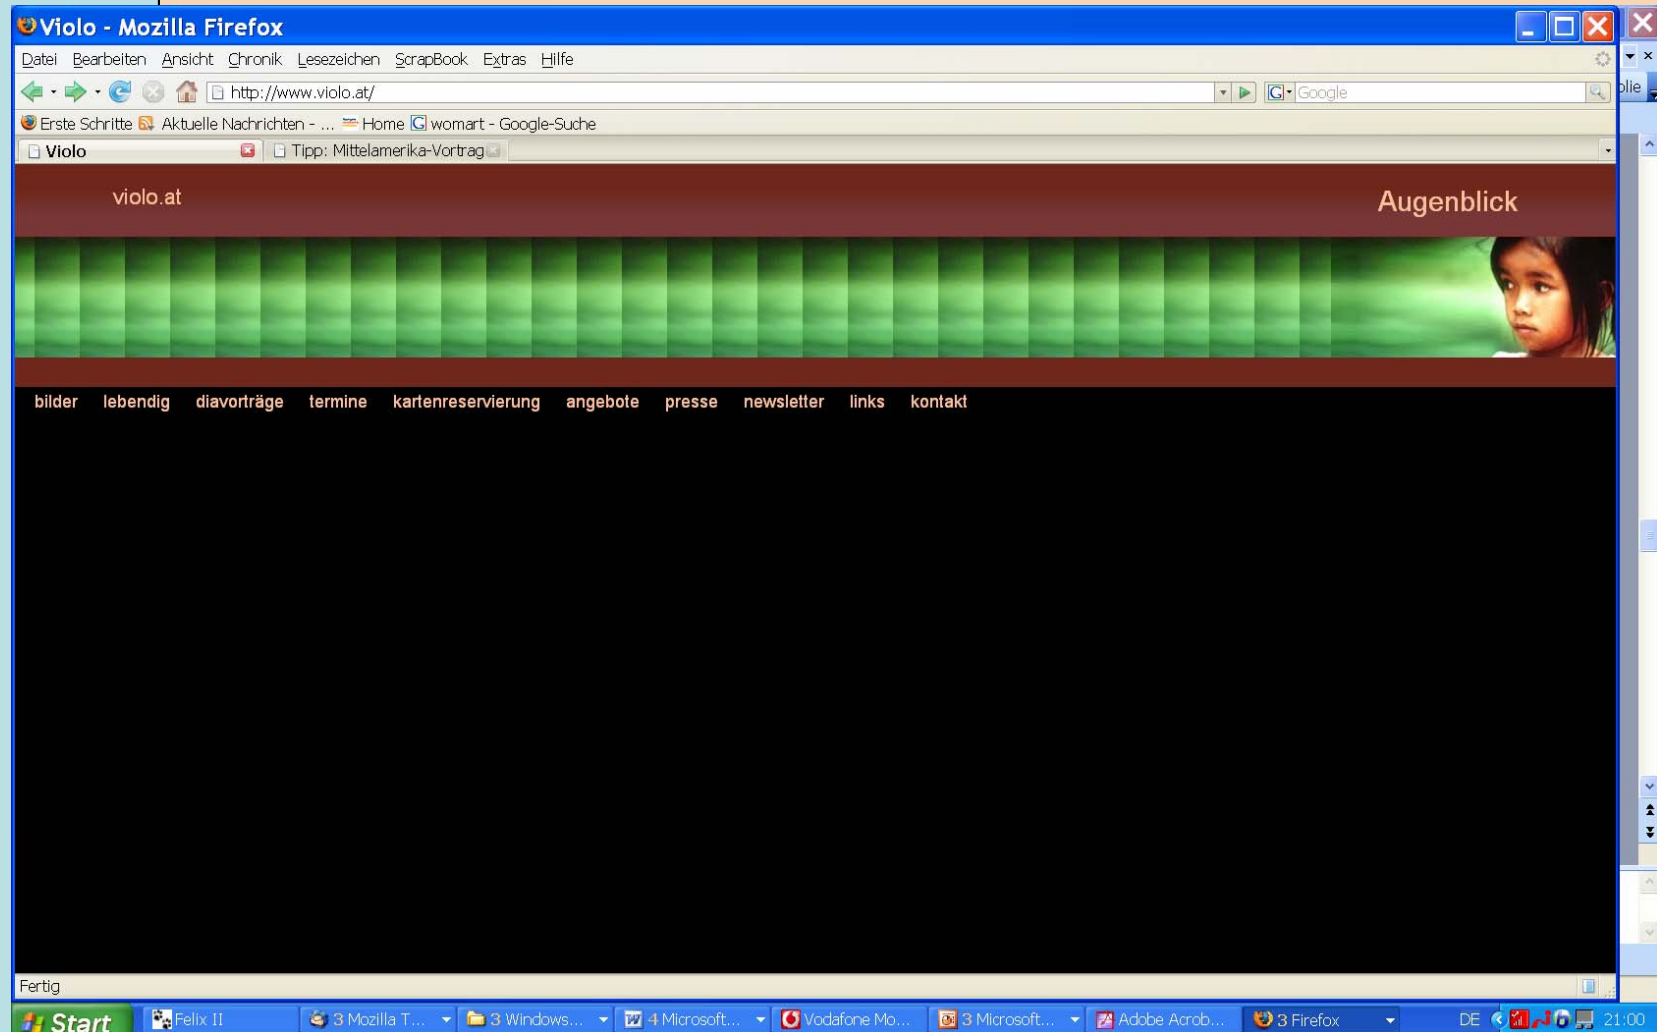 Violo - Mozilla Firefox
Datei Bearbeiten Ansicht Chronik Lesezeichen ScrapBook Extras Hilfe
http://www.violo.at/ Google
Erste Schritte Aktuelle Nachrichten - ... Home womart - Google-Suche
Violo Tipp: Mittelamerika-Vortrag
violo.at Augenblick
bilder lebendig diavorträge termine kartenreservierung angebote presse newsletter links kontakt
Fertig
Start Felix II 3 Mozilla T... 3 Windows... 4 Microsoft... Vodafone Mo... 3 Microsoft... Adobe Acrob... 3 Firefox DE 21:00